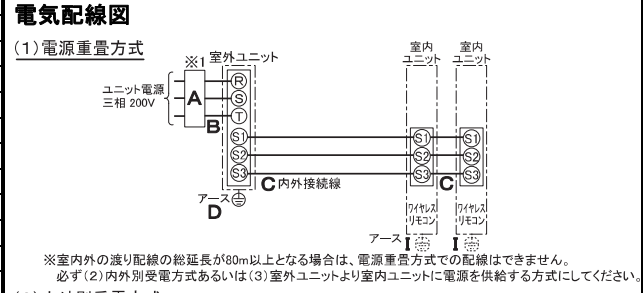 電気配線図
(1)電源重畳方式
※1 室外ユニット
室内
ユニット
室内
ユニット
ユニット電源
三相 200V
A
B
R
S
T
S1
S2
S3
S1
S2
S3
S1
S2
S3
C 内外接続線
C
アース
D
ワイヤレス
リモコン
ワイヤレス
リモコン
アース I
I
※室内外の渡り配線の総延長が80m以上となる場合は、電源重畳方式での配線はできません。
必ず(2)内外別受電方式あるいは(3)室外ユニットより室内ユニットに電源を供給する方式にしてください。